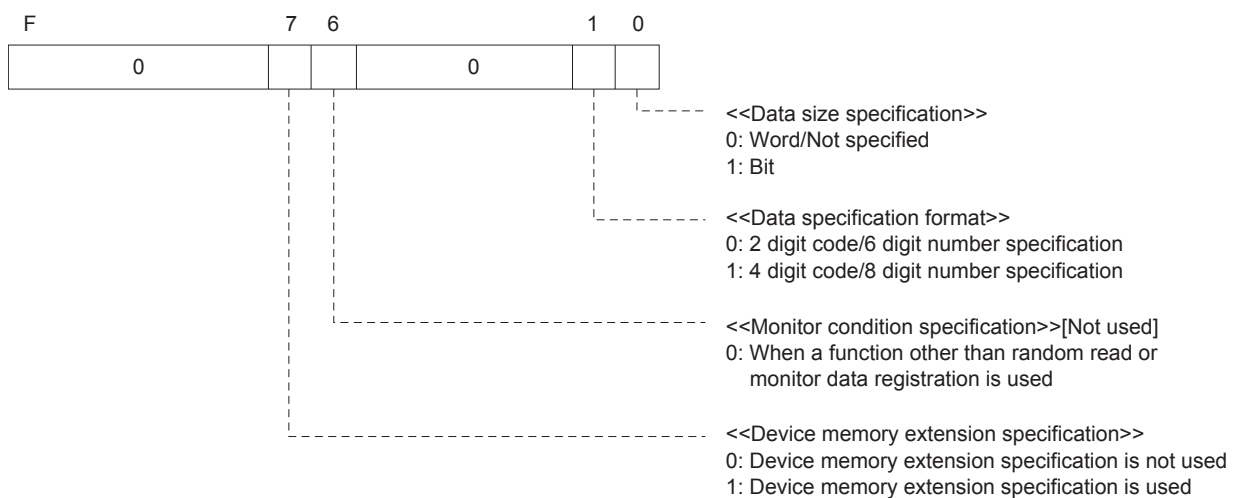 F 7 6 1 0
0 0
<<Data size specification>>
0: Word/Not specified
1: Bit
<<Data specification format>>
0: 2 digit code/6 digit number specification
1: 4 digit code/8 digit number specification
<<Monitor condition specification>>[Not used]
0: When a function other than random read or
monitor data registration is used
<<Device memory extension specification>>
0: Device memory extension specification is not used
1: Device memory extension specification is used